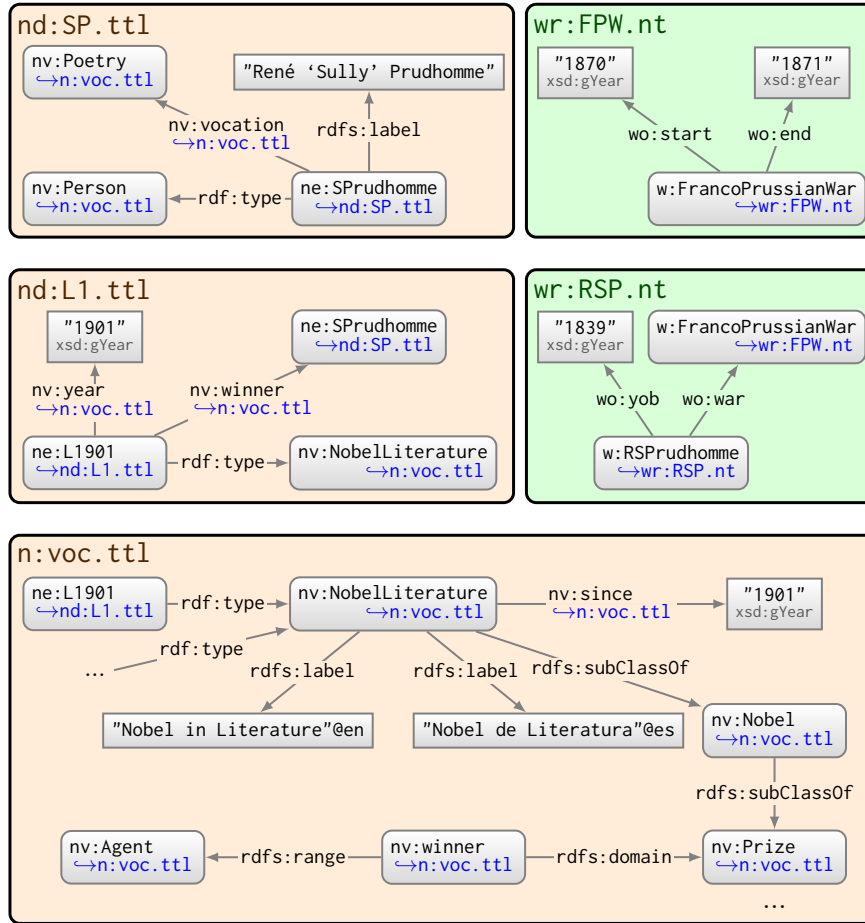 nd:SP.ttl
nv:Poetry
↪n:voc.ttl
"René ‘Sully’ Prudhomme"
nv:vocation
↪n:voc.ttl
rdfs:label
nv:Person
↪n:voc.ttl
rdf:type
ne:SPrudhomme
↪nd:SP.ttl
wr:FPW.nt
"1870"
xsd:gYear
"1871"
xsd:gYear
wo:start
wo:end
w:FrancoPrussianWar
↪wr:FPW.nt
nd:L1.ttl
"1901"
xsd:gYear
ne:SPrudhomme
↪nd:SP.ttl
nv:year
↪n:voc.ttl
nv:winner
↪n:voc.ttl
ne:L1901
↪nd:L1.ttl
rdf:type
nv:NobelLiterature
↪n:voc.ttl
wr:RSP.nt
"1839"
xsd:gYear
w:FrancoPrussianWar
↪wr:FPW.nt
wo:yob
wo:war
w:RSPrudhomme
↪wr:RSP.nt
n:voc.ttl
ne:L1901
↪nd:L1.ttl
rdf:type
nv:NobelLiterature
↪n:voc.ttl
nv:since
↪n:voc.ttl
"1901"
xsd:gYear
...
rdf:type
rdfs:label
rdfs:label
rdfs:subClassOf
"Nobel in Literature"@en
"Nobel de Literatura"@es
nv:Nobel
↪n:voc.ttl
rdfs:subClassOf
nv:Agent
↪n:voc.ttl
rdfs:range
nv:winner
↪n:voc.ttl
rdfs:domain
nv:Prize
↪n:voc.ttl
...